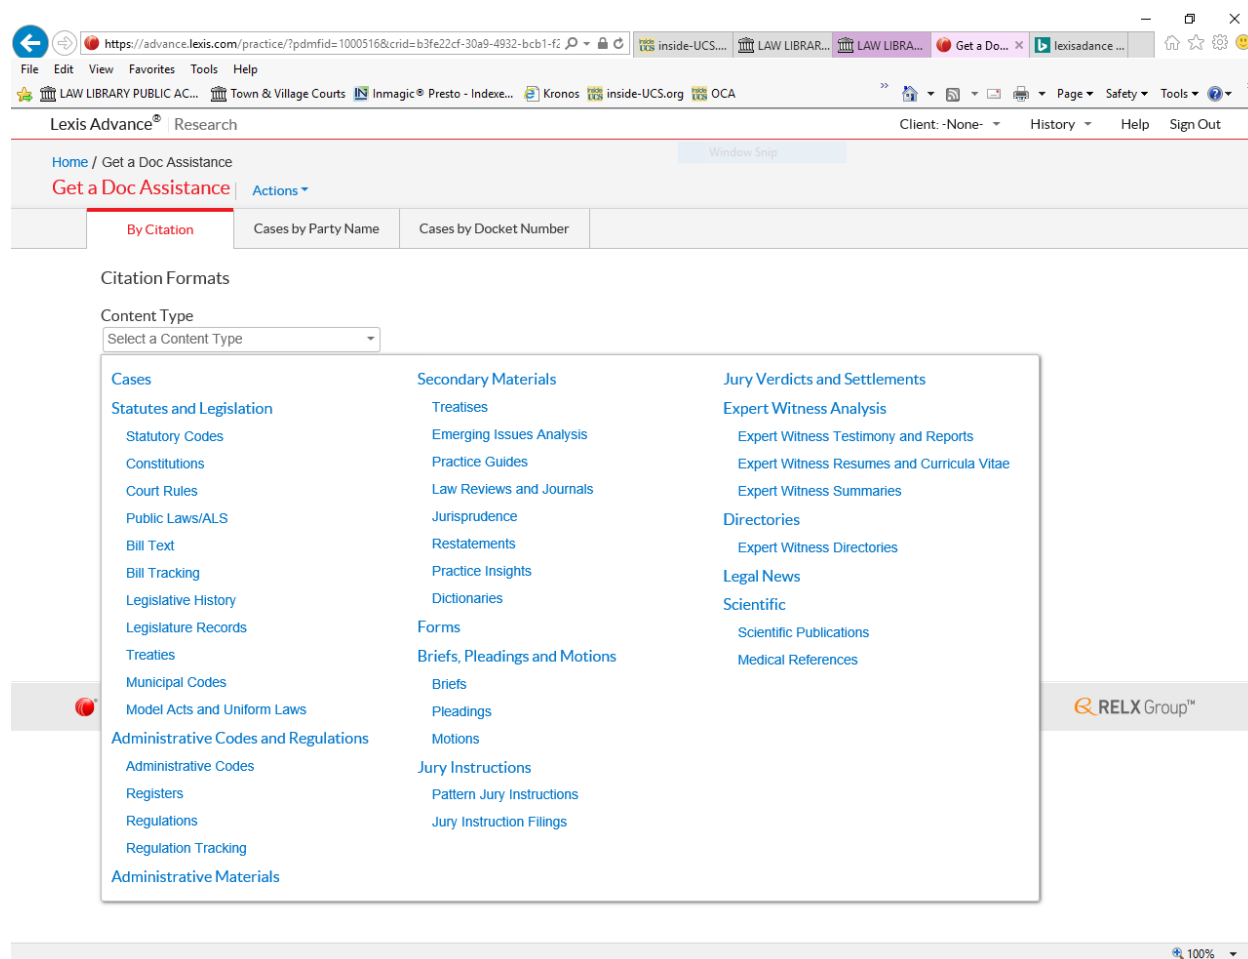 https://advance.lexis.com/practice/?pdmfid=1000516&crid=b3fe22cf-30a9-4932-bcb1-f2
inside-UCS....
LAW LIBRAR...
LAW LIBRA...
Get a Do...
lexisadance ...
File Edit View Favorites Tools Help
LAW LIBRARY PUBLIC AC... Town & Village Courts Inmagic® Presto - Indexe... Kronos inside-UCS.org OCA
Page Safety Tools
Lexis Advance® Research
Client: -None- History Help Sign Out
Window Snip
Home / Get a Doc Assistance
Get a Doc Assistance Actions
By Citation Cases by Party Name Cases by Docket Number
Citation Formats
Content Type
Select a Content Type
Cases
Statutes and Legislation
Statutory Codes
Constitutions
Court Rules
Public Laws/ALS
Bill Text
Bill Tracking
Legislative History
Legislature Records
Treaties
Municipal Codes
Model Acts and Uniform Laws
Administrative Codes and Regulations
Administrative Codes
Registers
Regulations
Regulation Tracking
Administrative Materials
Secondary Materials
Treatises
Emerging Issues Analysis
Practice Guides
Law Reviews and Journals
Jurisprudence
Restatements
Practice Insights
Dictionaries
Forms
Briefs, Pleadings and Motions
Briefs
Pleadings
Motions
Jury Instructions
Pattern Jury Instructions
Jury Instruction Filings
Jury Verdicts and Settlements
Expert Witness Analysis
Expert Witness Testimony and Reports
Expert Witness Resumes and Curricula Vitae
Expert Witness Summaries
Directories
Expert Witness Directories
Legal News
Scientific
Scientific Publications
Medical References
RELX Group™
100%